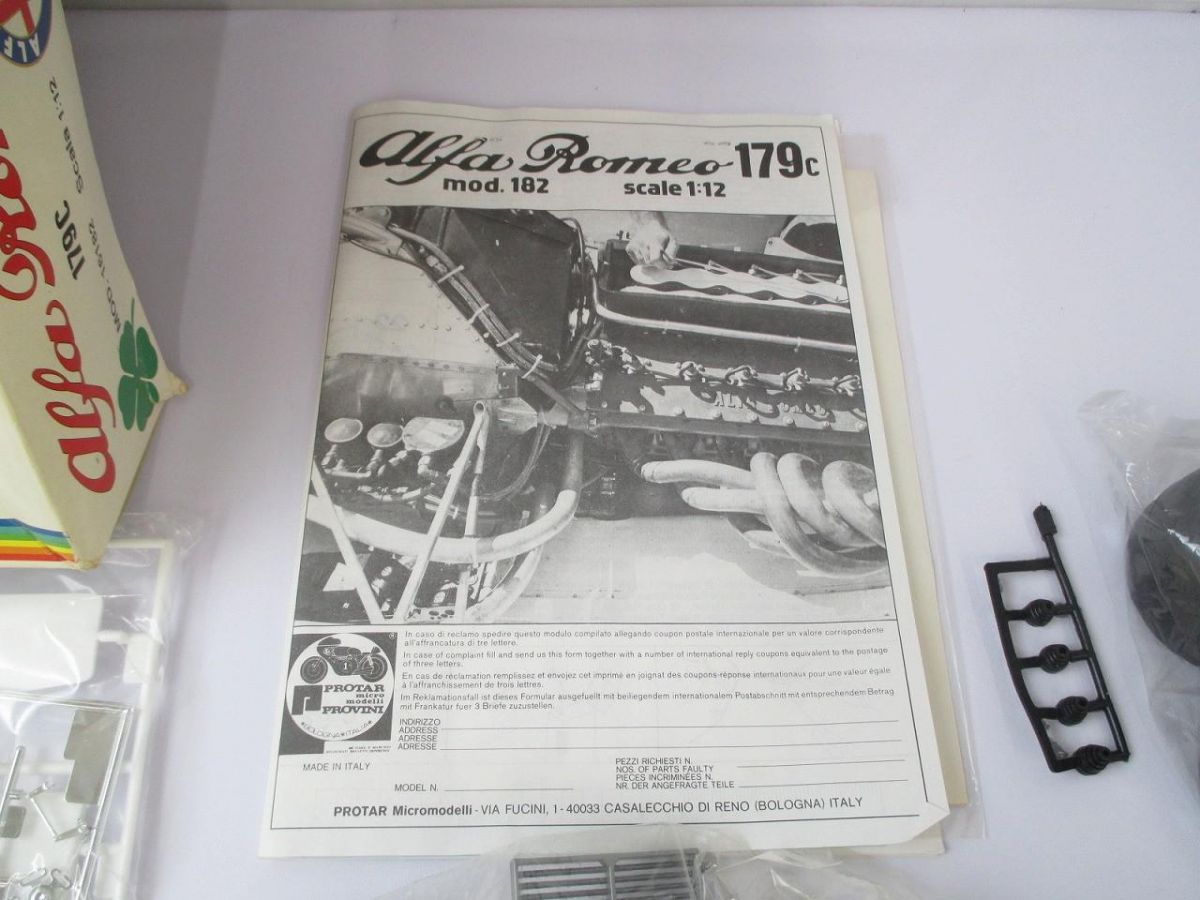 Alfa Romeo 179c
mod. 182 scale 1:12
In caso di reclamo spedire questo modulo compilato allegando coupon postale internazionale per un valore corrispondente
all'affrancatura di tre lettere.
In case of complaint fill and send us this form together with a number of international reply coupons equivalent to the postage
of three letters.
En cas de réclamation remplissez et envojez cet imprimé en joignat des coupons-réponse internationaux pour une valeur égale
à l'affranchissement de trois lettres.
Im Reklamationsfall ist dieses Formular ausgefuellt mit beiliegendem internationalem Postabschnitt mit entsprechendem Betrag
mit Frankatur fuer 3 Briefe zuzustellen.
PROTAR
micro
modelli
PROVINI
BOLOGNA★ITALIA
INDIRIZZO
ADDRESS
ADRESSE
ADRESSE
MADE IN ITALY
MODEL N.
PEZZI RICHIESTI N.
NOS. OF PARTS FAULTY
PIECES INCRIMINÉES N.
NR. DER ANGEFRAGTE TEILE
PROTAR Micromodelli - VIA FUCINI, 1 - 40033 CASALECCHIO DI RENO (BOLOGNA) ITALY
ALF
Scala 1:12
179C
Alfa